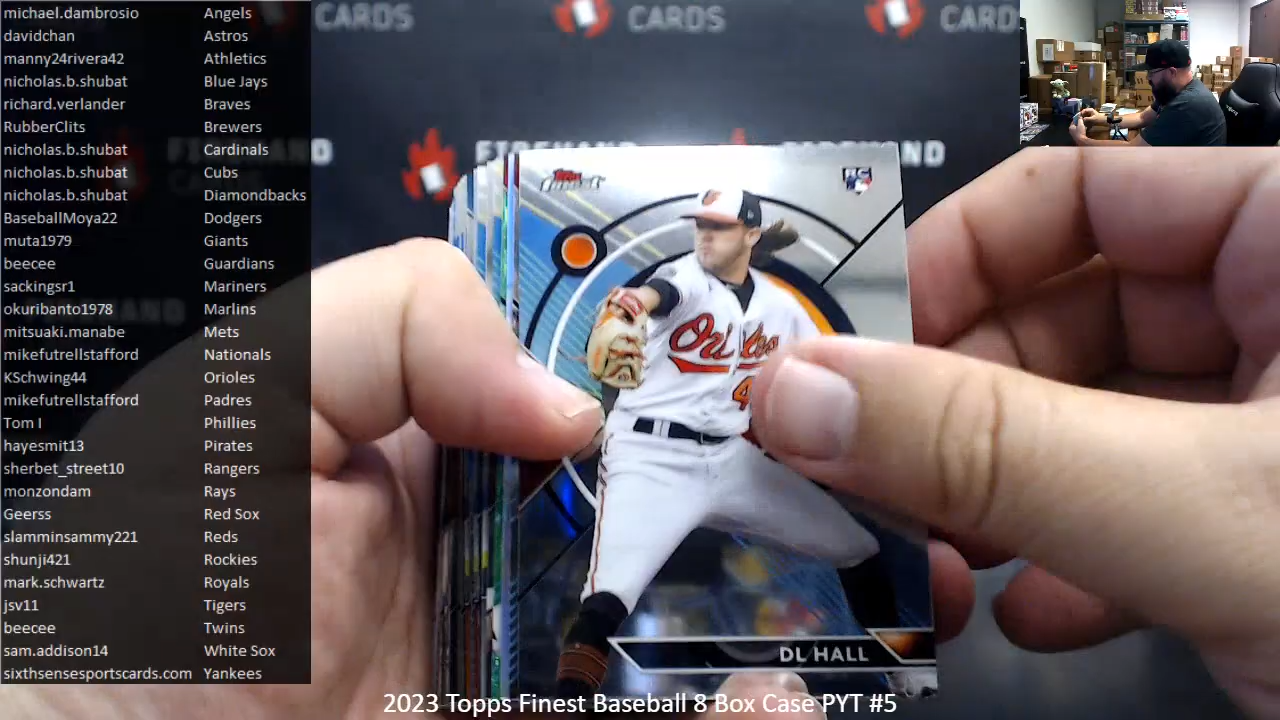 michael.dambrosio Angels
davidchan Astros
manny24rivera42 Athletics
nicholas.b.shubat Blue Jays
richard.verlander Braves
RubberClits Brewers
nicholas.b.shubat Cardinals
nicholas.b.shubat Cubs
nicholas.b.shubat Diamondbacks
BaseballMoya22 Dodgers
muta1979 Giants
beecee Guardians
sackingsr1 Mariners
okuribanto1978 Marlins
mitsuaki.manabe Mets
mikefutrellstafford Nationals
KSchwing44 Orioles
mikefutrellstafford Padres
Tom I Phillies
hayesmit13 Pirates
sherbet_street10 Rangers
monzondam Rays
Geerss Red Sox
slamminsammy221 Reds
shunji421 Rockies
mark.schwartz Royals
jsv11 Tigers
beecee Twins
sam.addison14 White Sox
sixthsensesportscards.com Yankees
CARDS
CARDS
CARD
Topps
Finest
RC
Orioles
4
DL HALL
2023 Topps Finest Baseball 8 Box Case PYT #5